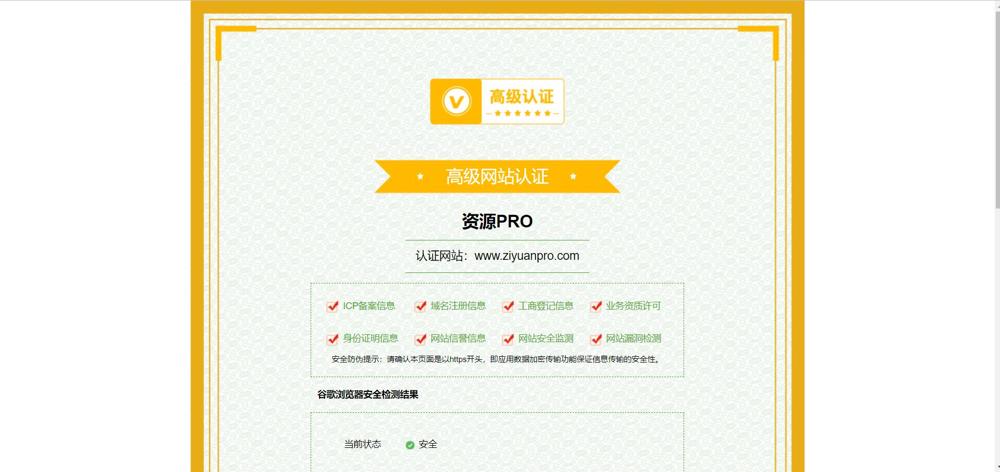 高级认证
高级网站认证
资源PRO
认证网站：www.ziyuanpro.com
ICP备案信息 域名注册信息 工商登记信息 业务资质许可
身份证明信息 网站信誉信息 网站安全监测 网站漏洞检测
安全防伪提示：请确认本页面是以https开头，即应用数据加密传输功能保证信息传输的安全性。
谷歌浏览器安全检测结果
当前状态 安全